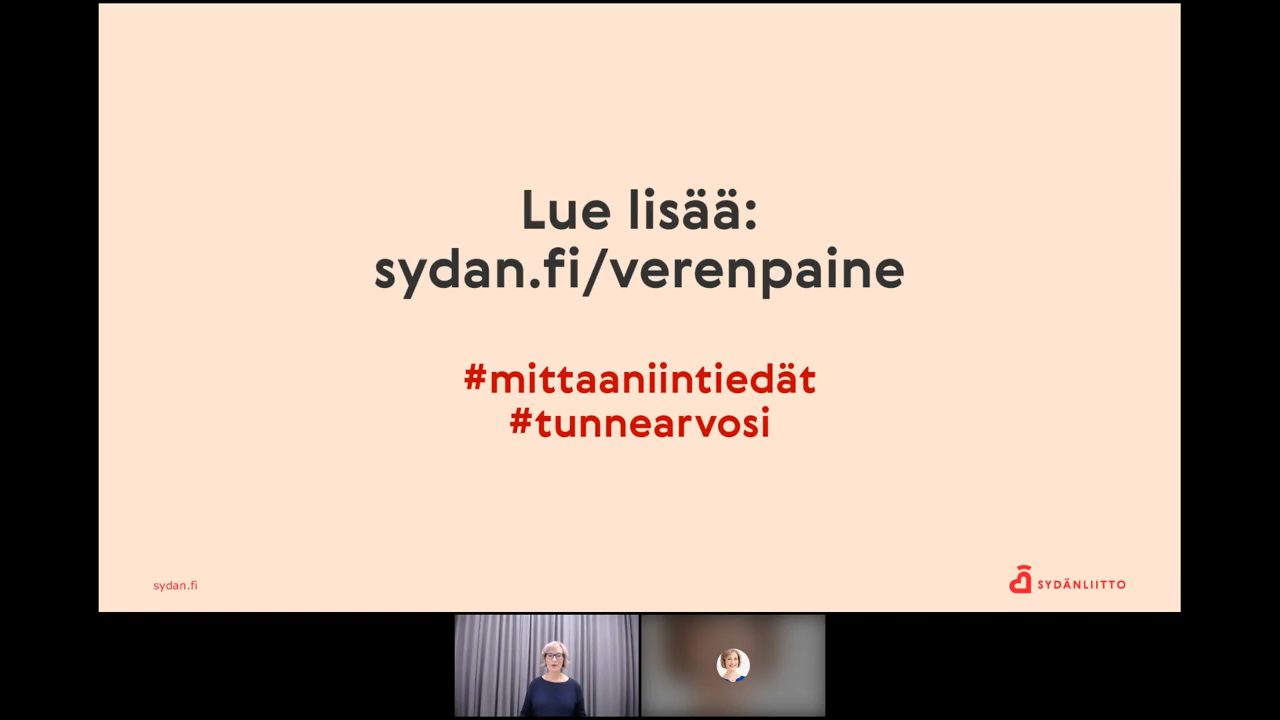 Lue lisää:
sydan.fi/verenpaine
#mittaaniintiedät
#tunnearvosi
sydan.fi
SYDÄNLIITTO